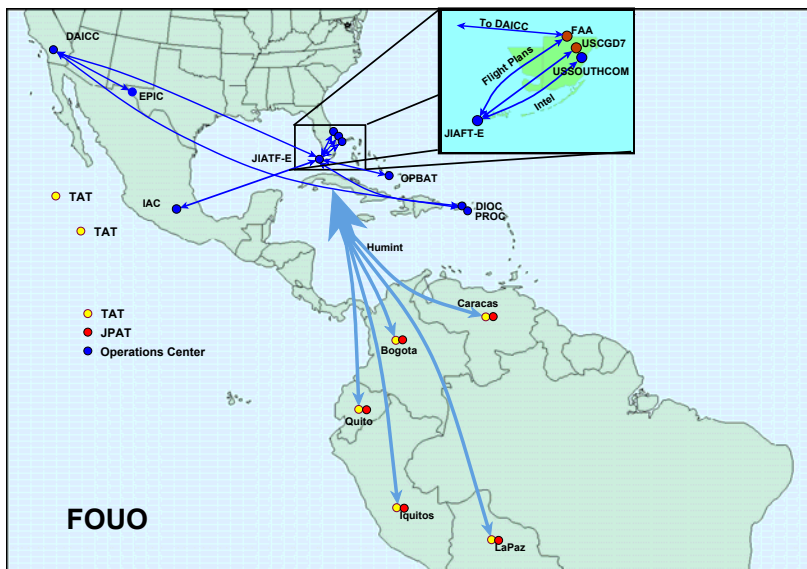 DAICC
EPIC
JIATF-E
OPBAT
IAC
DIOC
PROC
To DAICC
FAA
USCGD7
USSOUTHCOM
Flight Plans
Intel
JIAFT-E
TAT
TAT
Humint
TAT
JPAT
Operations Center
Caracas
Bogota
Quito
Iquitos
LaPaz
FOUO